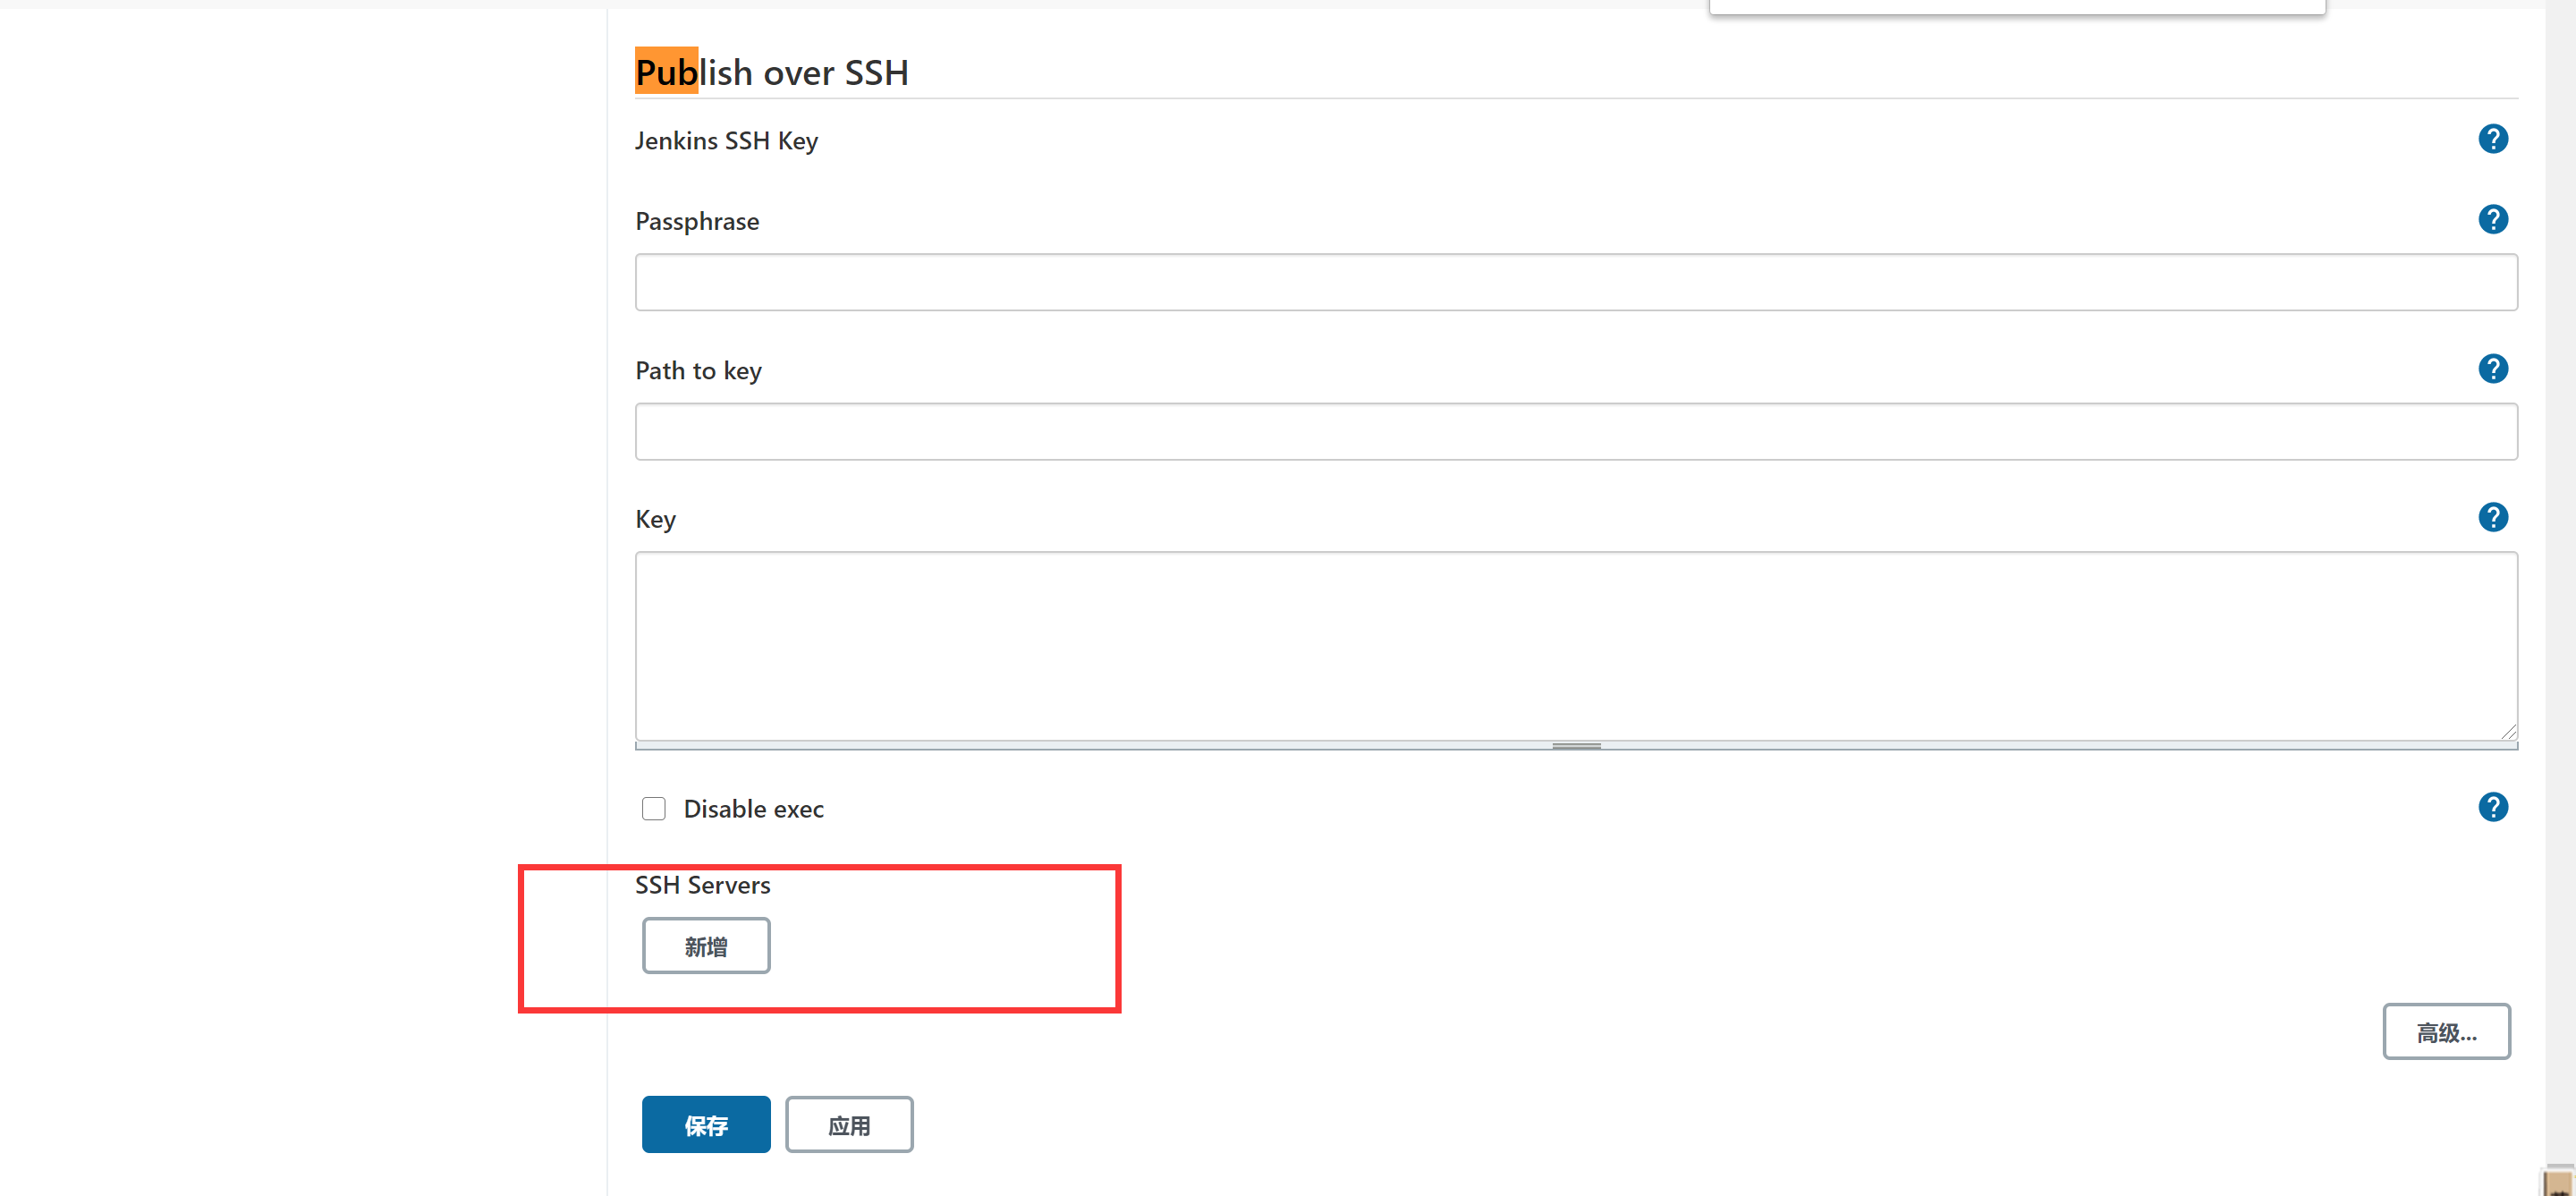 Publish over SSH
Jenkins SSH Key
Passphrase
Path to key
Key
Disable exec
SSH Servers
新增
高级...
保存 应用